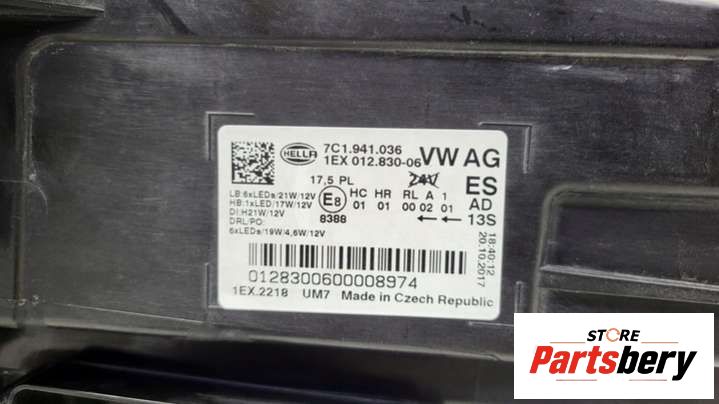 HELLA
7C1.941.036
1EX 012.830-06
VW AG
17,5 PL
24V
ES
LB:6xLEDs/21W/12V
HB:1xLED/17W/12V
DI:H21W/12V
DRL/PO:
6xLEDs/19W/4,6W/12V
E8
8388
HC HR RL A 1
01 01 00 02 01
AD
←← 13S
18:40:12
20.10.2017
0128300600008974
1EX.2218 UM7 Made in Czech Republic
STORE
Partsbery